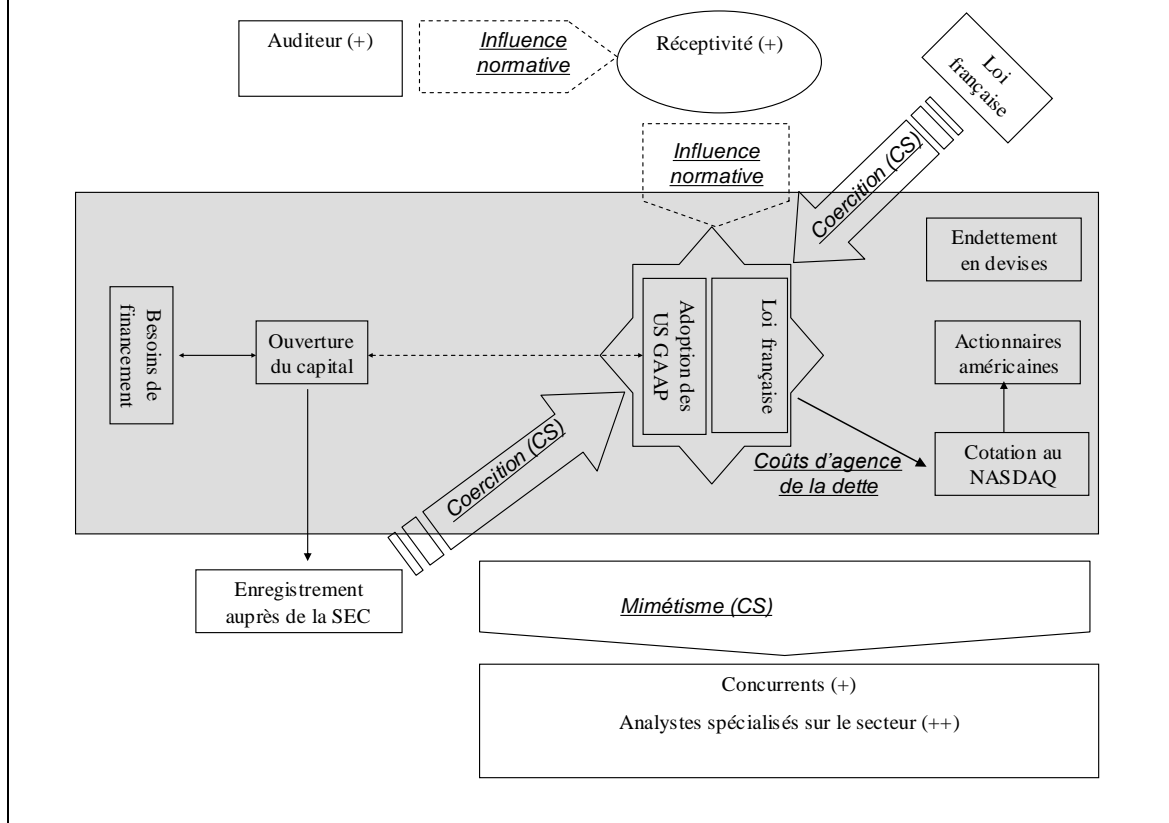 Auditeur (+)
Influence
normative
Réceptivité (+)
Loi
française
Influence
normative
Coercition (CS)
Endettement
en devises
Besoins de
financement
Ouverture
du capital
Adoption des
US GAAP
Loi française
Actionnaires
américaines
Coercition (CS)
Coûts d'agence
de la dette
Cotation au
NASDAQ
Enregistrement
auprès de la SEC
Mimétisme (CS)
Concurrents (+)
Analystes spécialisés sur le secteur (++)